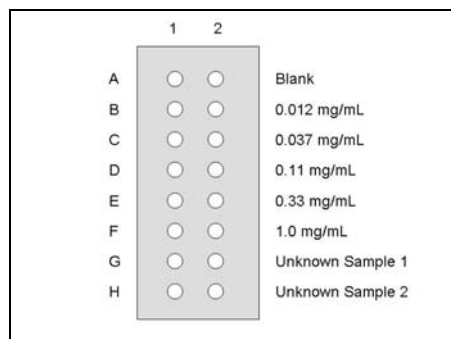 1 2
A Blank
B 0.012 mg/mL
C 0.037 mg/mL
D 0.11 mg/mL
E 0.33 mg/mL
F 1.0 mg/mL
G Unknown Sample 1
H Unknown Sample 2